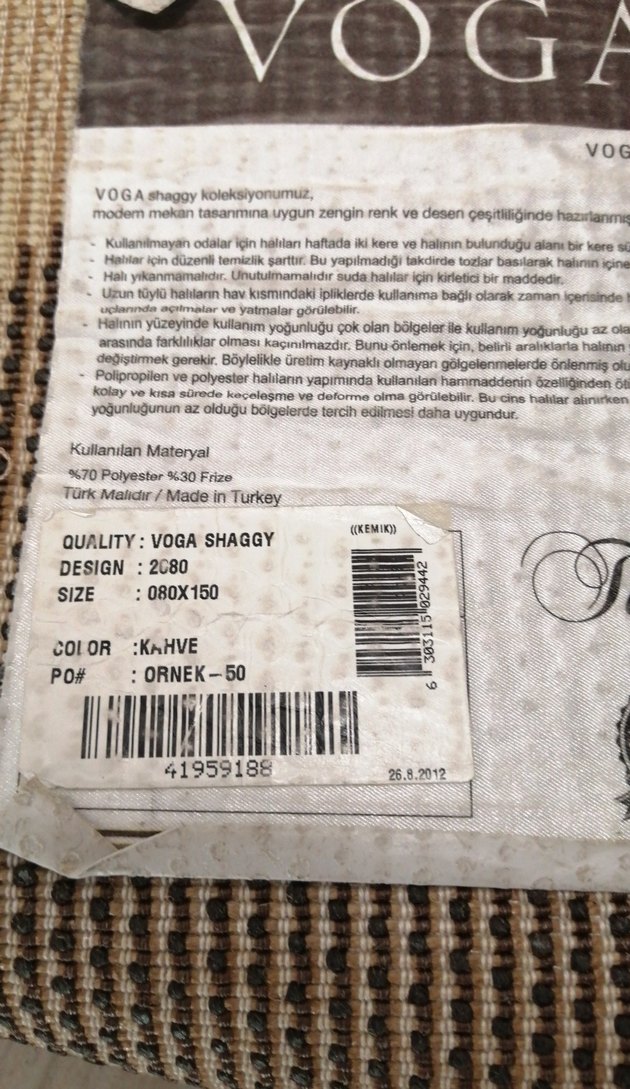 VOGA
VOG
VOGA shaggy koleksiyonumuz,
modern mekan tasarımına uygun zengin renk ve desen çeşitliliğinde hazırlanmış
- Kullanılmayan odalar için halıları haftada iki kere ve halının bulunduğu alanı bir kere sü
- Halılar için düzenli temizlik şarttır. Bu yapılmadığı takdirde tozlar basılarak halının içine
- Halı yıkanmamalıdır. Unutulmamalıdır suda halılar için kirletici bir maddedir.
- Uzun tüylü halıların hav kısmındaki ipliklerde kullanıma bağlı olarak zaman içerisinde
uçlarında açılmalar ve yatmalar görülebilir.
- Halının yüzeyinde kullanım yoğunluğu çok olan bölgeler ile kullanım yoğunluğu az ola
arasında farklılıklar olması kaçınılmazdır. Bunu önlemek için, belirli aralıklarla halının
değiştirmek gerekir. Böylelikle üretim kaynaklı olmayan gölgelenmelerde önlenmiş olu
- Polipropilen ve polyester halıların yapımında kullanılan hammaddenin özelliğinden öti
kolay ve kısa sürede keçeleşme ve deforme olma görülebilir. Bu cins halılar alınırken
yoğunluğunun az olduğu bölgelerde tercih edilmesi daha uygundur.
Kullanılan Materyal
%70 Polyester %30 Frize
Türk Malıdır / Made in Turkey
((KEMIK))
QUALITY : VOGA SHAGGY
DESIGN : 2C80
SIZE : 080X150
COLOR :KAHVE
PO# : ORNEK-50
6 303115 029442
41959188
26.8.2012